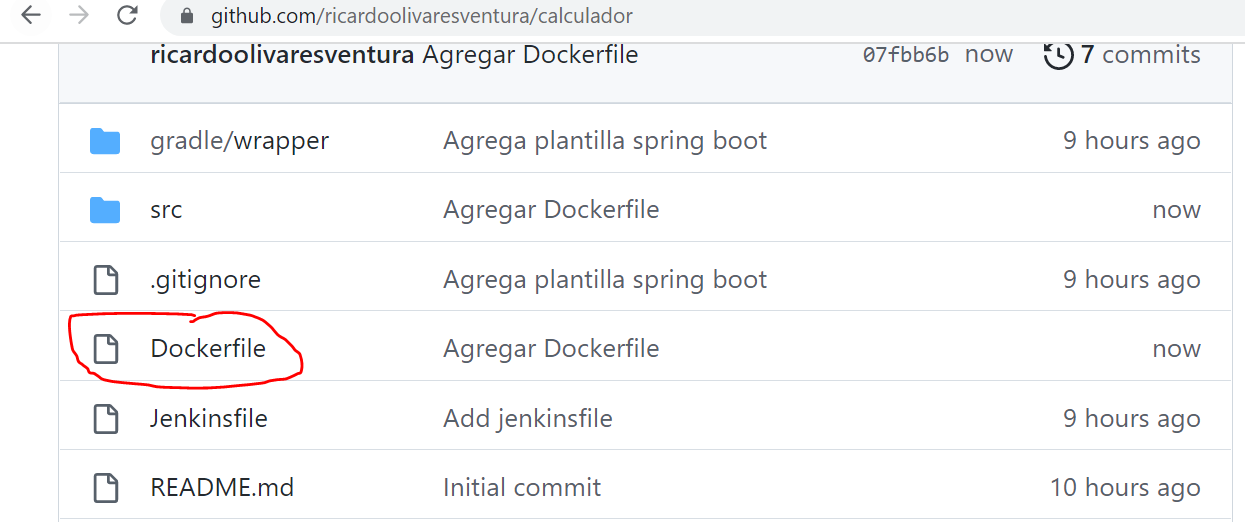 github.com/ricardoolivaresventura/calculador
ricardoolivaresventura Agregar Dockerfile 07fbb6b now 7 commits
gradle/wrapper Agrega plantilla spring boot 9 hours ago
src Agregar Dockerfile now
.gitignore Agrega plantilla spring boot 9 hours ago
Dockerfile Agregar Dockerfile now
Jenkinsfile Add jenkinsfile 9 hours ago
README.md Initial commit 10 hours ago